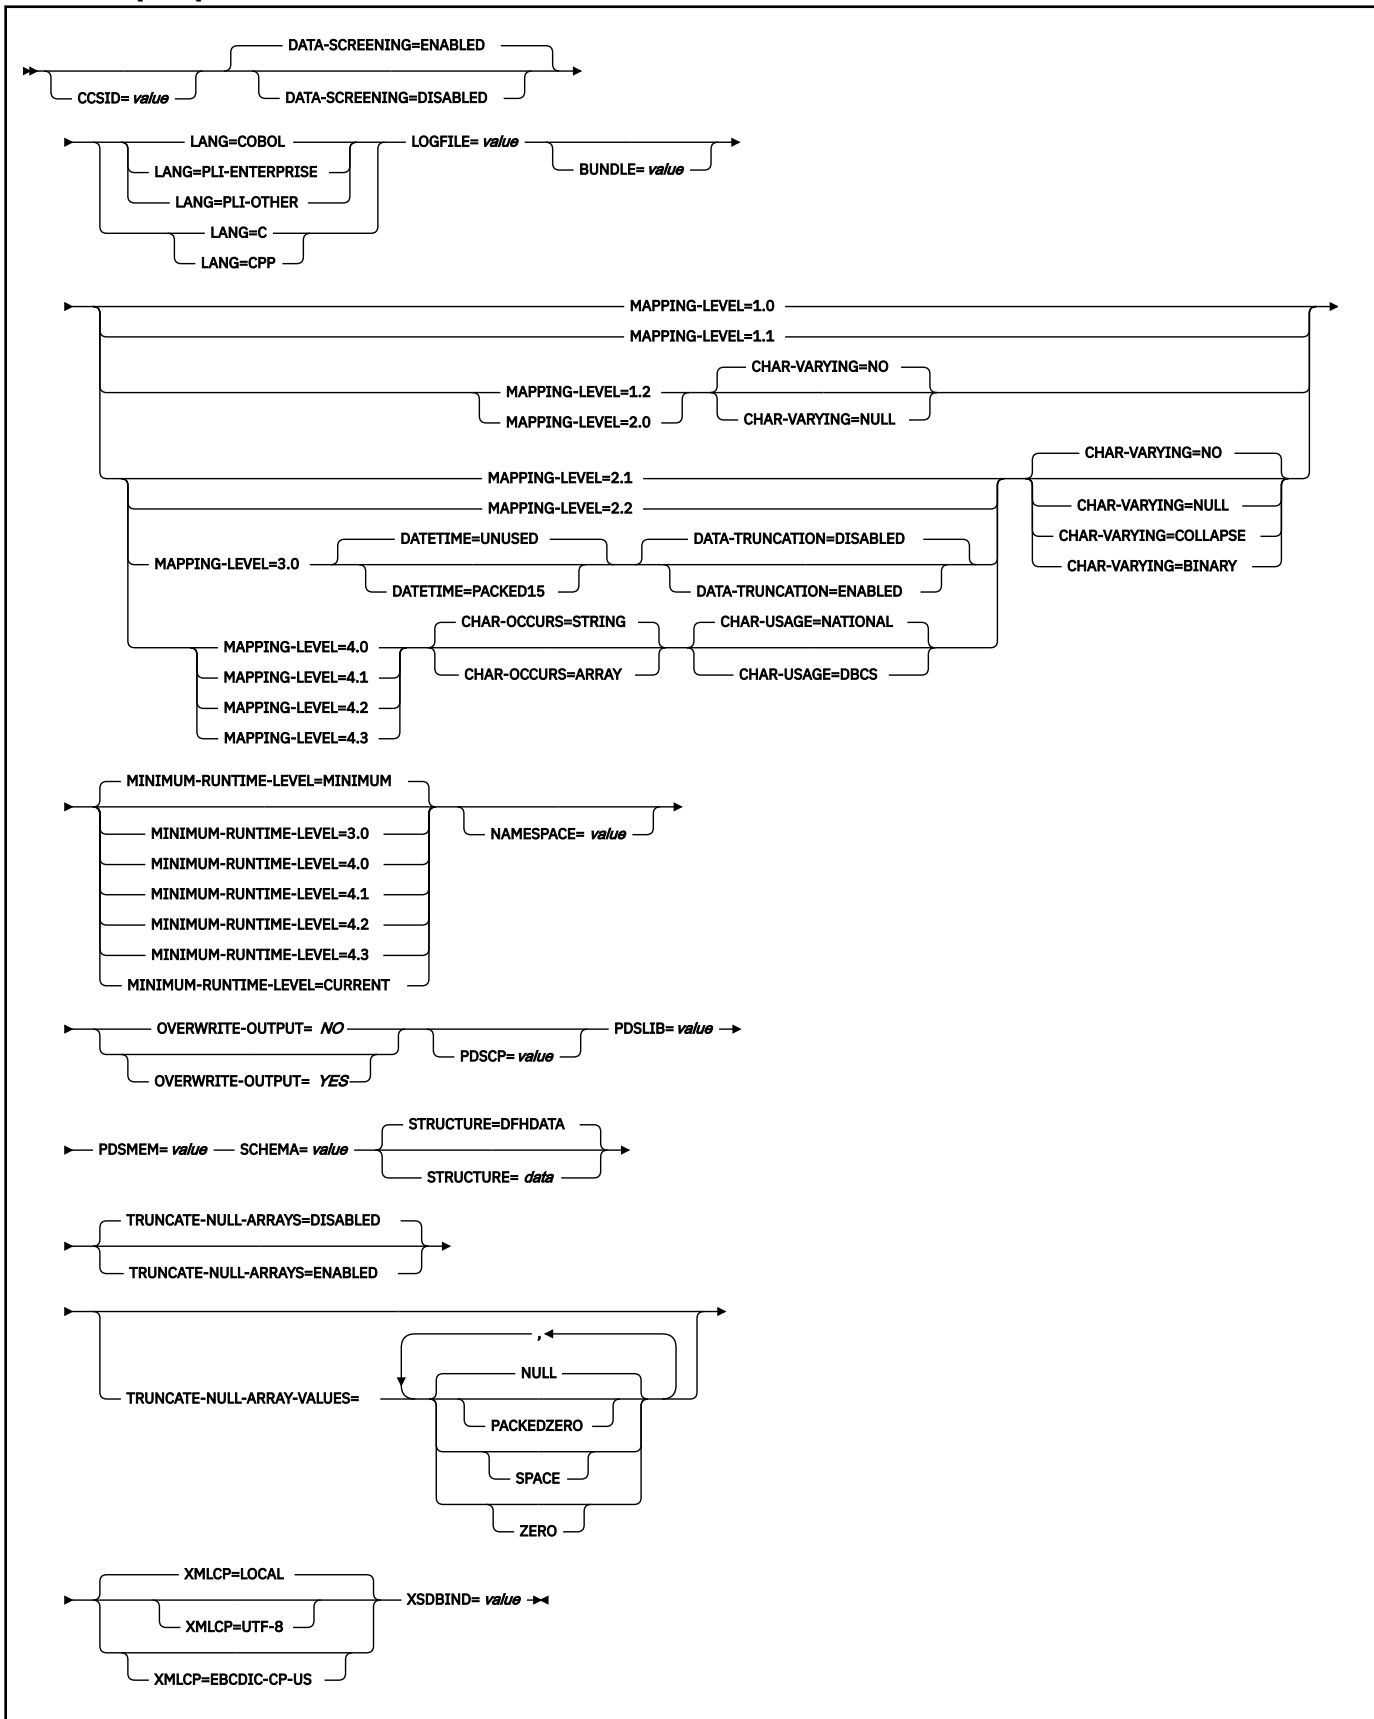 DATA-SCREENING=ENABLED
CCSID= value
DATA-SCREENING=DISABLED
LANG=COBOL
LANG=PLI-ENTERPRISE
LANG=PLI-OTHER
LANG=C
LANG=CPP
LOGFILE= value
BUNDLE= value
MAPPING-LEVEL=1.0
MAPPING-LEVEL=1.1
MAPPING-LEVEL=1.2
MAPPING-LEVEL=2.0
CHAR-VARYING=NO
CHAR-VARYING=NULL
MAPPING-LEVEL=2.1
MAPPING-LEVEL=2.2
MAPPING-LEVEL=3.0
DATETIME=UNUSED
DATETIME=PACKED15
DATA-TRUNCATION=DISABLED
DATA-TRUNCATION=ENABLED
MAPPING-LEVEL=4.0
MAPPING-LEVEL=4.1
MAPPING-LEVEL=4.2
MAPPING-LEVEL=4.3
CHAR-OCCURS=STRING
CHAR-OCCURS=ARRAY
CHAR-USAGE=NATIONAL
CHAR-USAGE=DBCS
CHAR-VARYING=NO
CHAR-VARYING=NULL
CHAR-VARYING=COLLAPSE
CHAR-VARYING=BINARY
MINIMUM-RUNTIME-LEVEL=MINIMUM
MINIMUM-RUNTIME-LEVEL=3.0
MINIMUM-RUNTIME-LEVEL=4.0
MINIMUM-RUNTIME-LEVEL=4.1
MINIMUM-RUNTIME-LEVEL=4.2
MINIMUM-RUNTIME-LEVEL=4.3
MINIMUM-RUNTIME-LEVEL=CURRENT
NAMESPACE= value
OVERWRITE-OUTPUT= NO
OVERWRITE-OUTPUT= YES
PDSCP= value
PDSLIB= value
PDSMEM= value
SCHEMA= value
STRUCTURE=DFHDATA
STRUCTURE= data
TRUNCATE-NULL-ARRAYS=DISABLED
TRUNCATE-NULL-ARRAYS=ENABLED
TRUNCATE-NULL-ARRAY-VALUES=
,
NULL
PACKEDZERO
SPACE
ZERO
XMLCP=LOCAL
XMLCP=UTF-8
XMLCP=EBCDIC-CP-US
XSDBIND= value